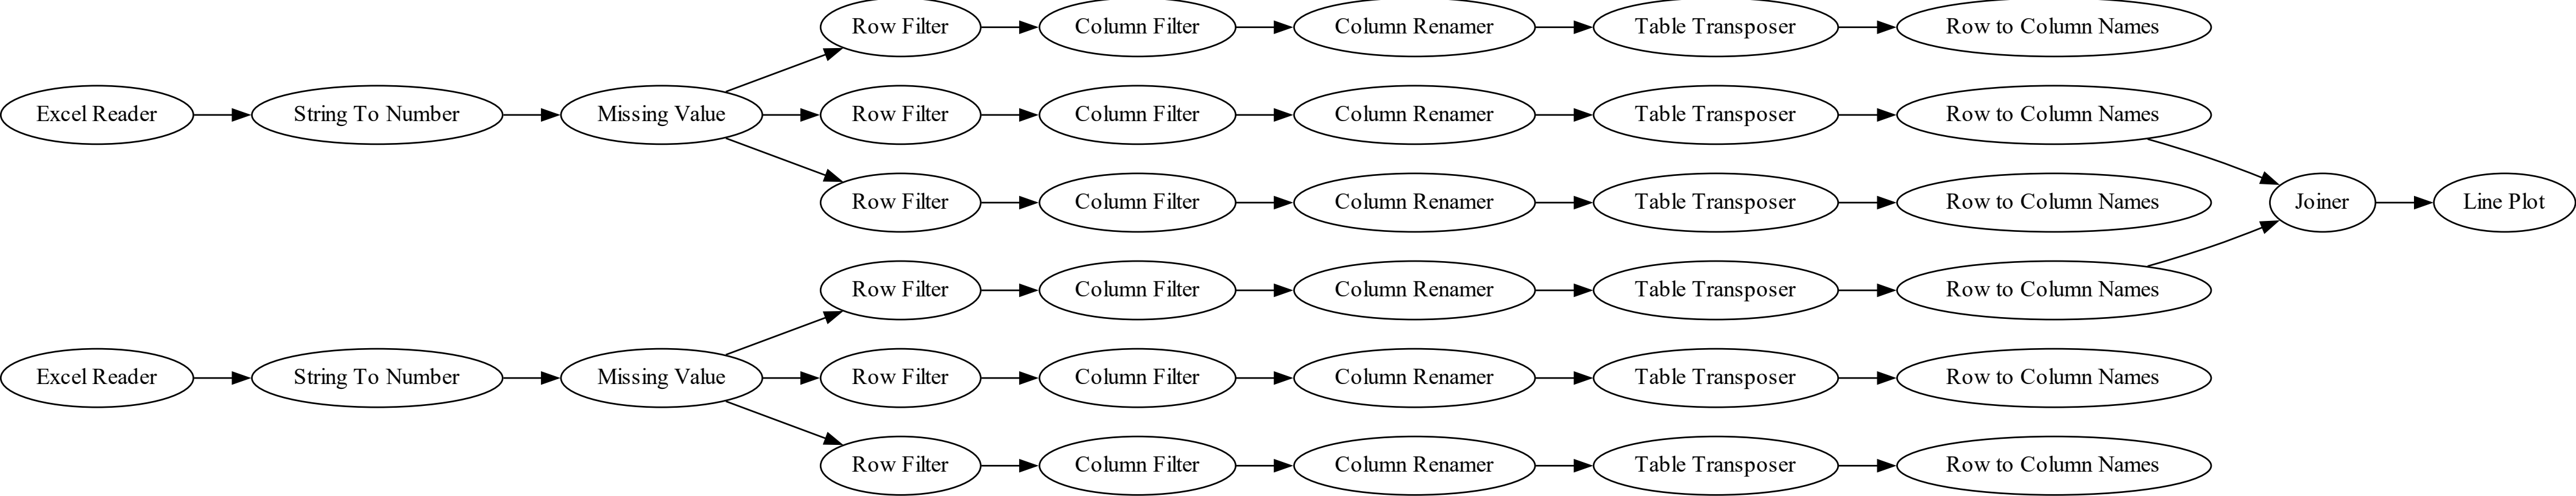 Row Filter Column Filter Column Renamer Table Transposer Row to Column Names
Excel Reader String To Number Missing Value Row Filter Column Filter Column Renamer Table Transposer Row to Column Names
Row Filter Column Filter Column Renamer Table Transposer Row to Column Names Joiner Line Plot
Row Filter Column Filter Column Renamer Table Transposer Row to Column Names
Excel Reader String To Number Missing Value Row Filter Column Filter Column Renamer Table Transposer Row to Column Names
Row Filter Column Filter Column Renamer Table Transposer Row to Column Names